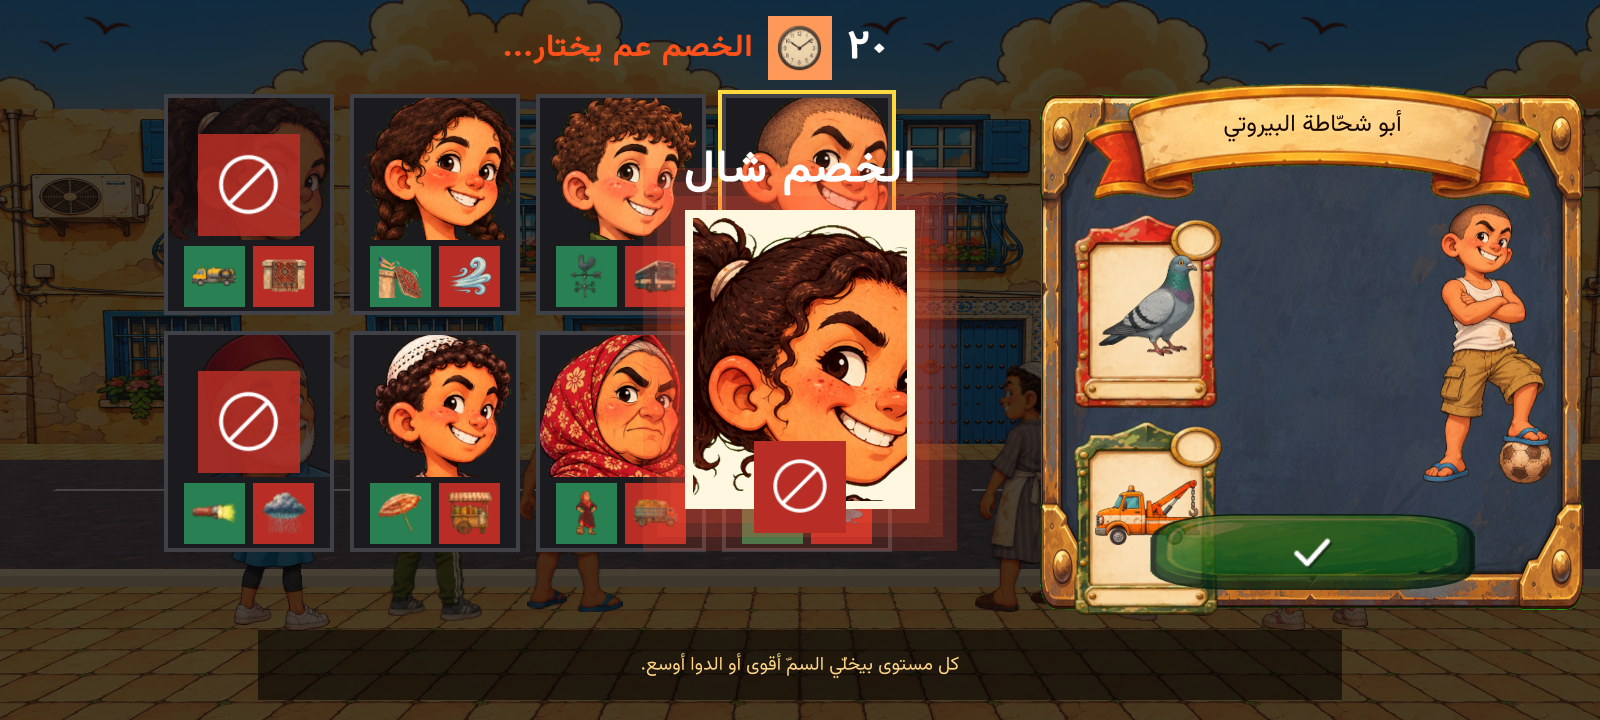 ٢٠
الخصم عم يختار...
الخصم شال
أبو شحّاطة البيروتي
كل مستوى بيخلّي السمّ أقوى أو الدوا أوسع.